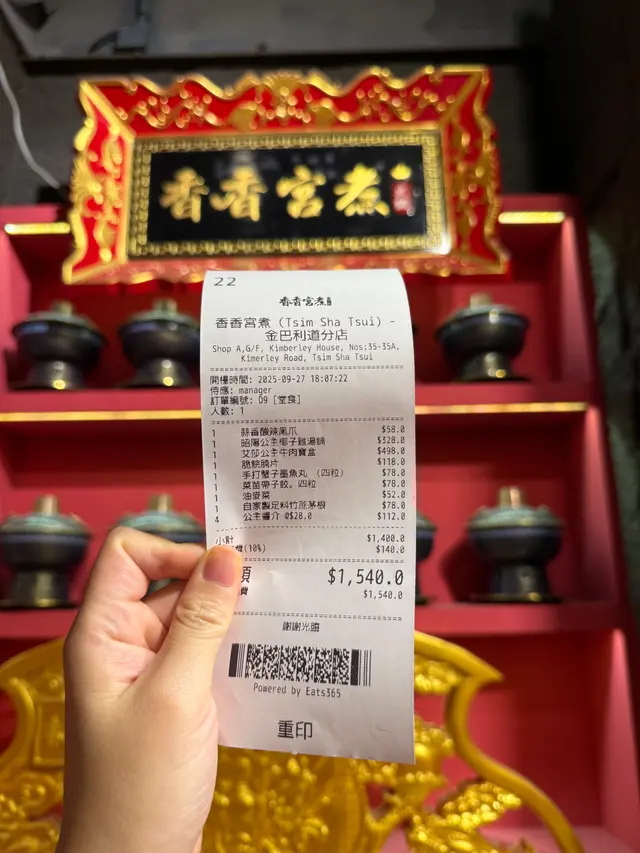 香香宮煮
22
香香宮煮
香香宮煮 (Tsim Sha Tsui) -
金巴利道分店
Shop A,G/F, Kimberley House, Nos:35-35A,
Kimerley Road, Tsim Sha Tsui
開檯時間: 2025-09-27 18:07:22
侍應: manager
訂單編號: D9 [堂食]
人數: 1
1 蒜香酸辣鳳爪 $58.0
1 昭陽公主椰子雞湯鍋 $328.0
1 艾莎公主牛肉寶盒 $498.0
1 脆皖腩片 $118.0
1 手打蟹子墨魚丸 (四粒) $78.0
1 菜苗帶子餃。四粒 $78.0
1 油麥菜 $52.0
1 自家製足料竹蔗茅根 $78.0
4 公主醬介 @$28.0 $112.0
小計 $1,400.0
費(10%) $140.0
額 $1,540.0
費 $1,540.0
謝謝光臨
Powered by Eats365
重印